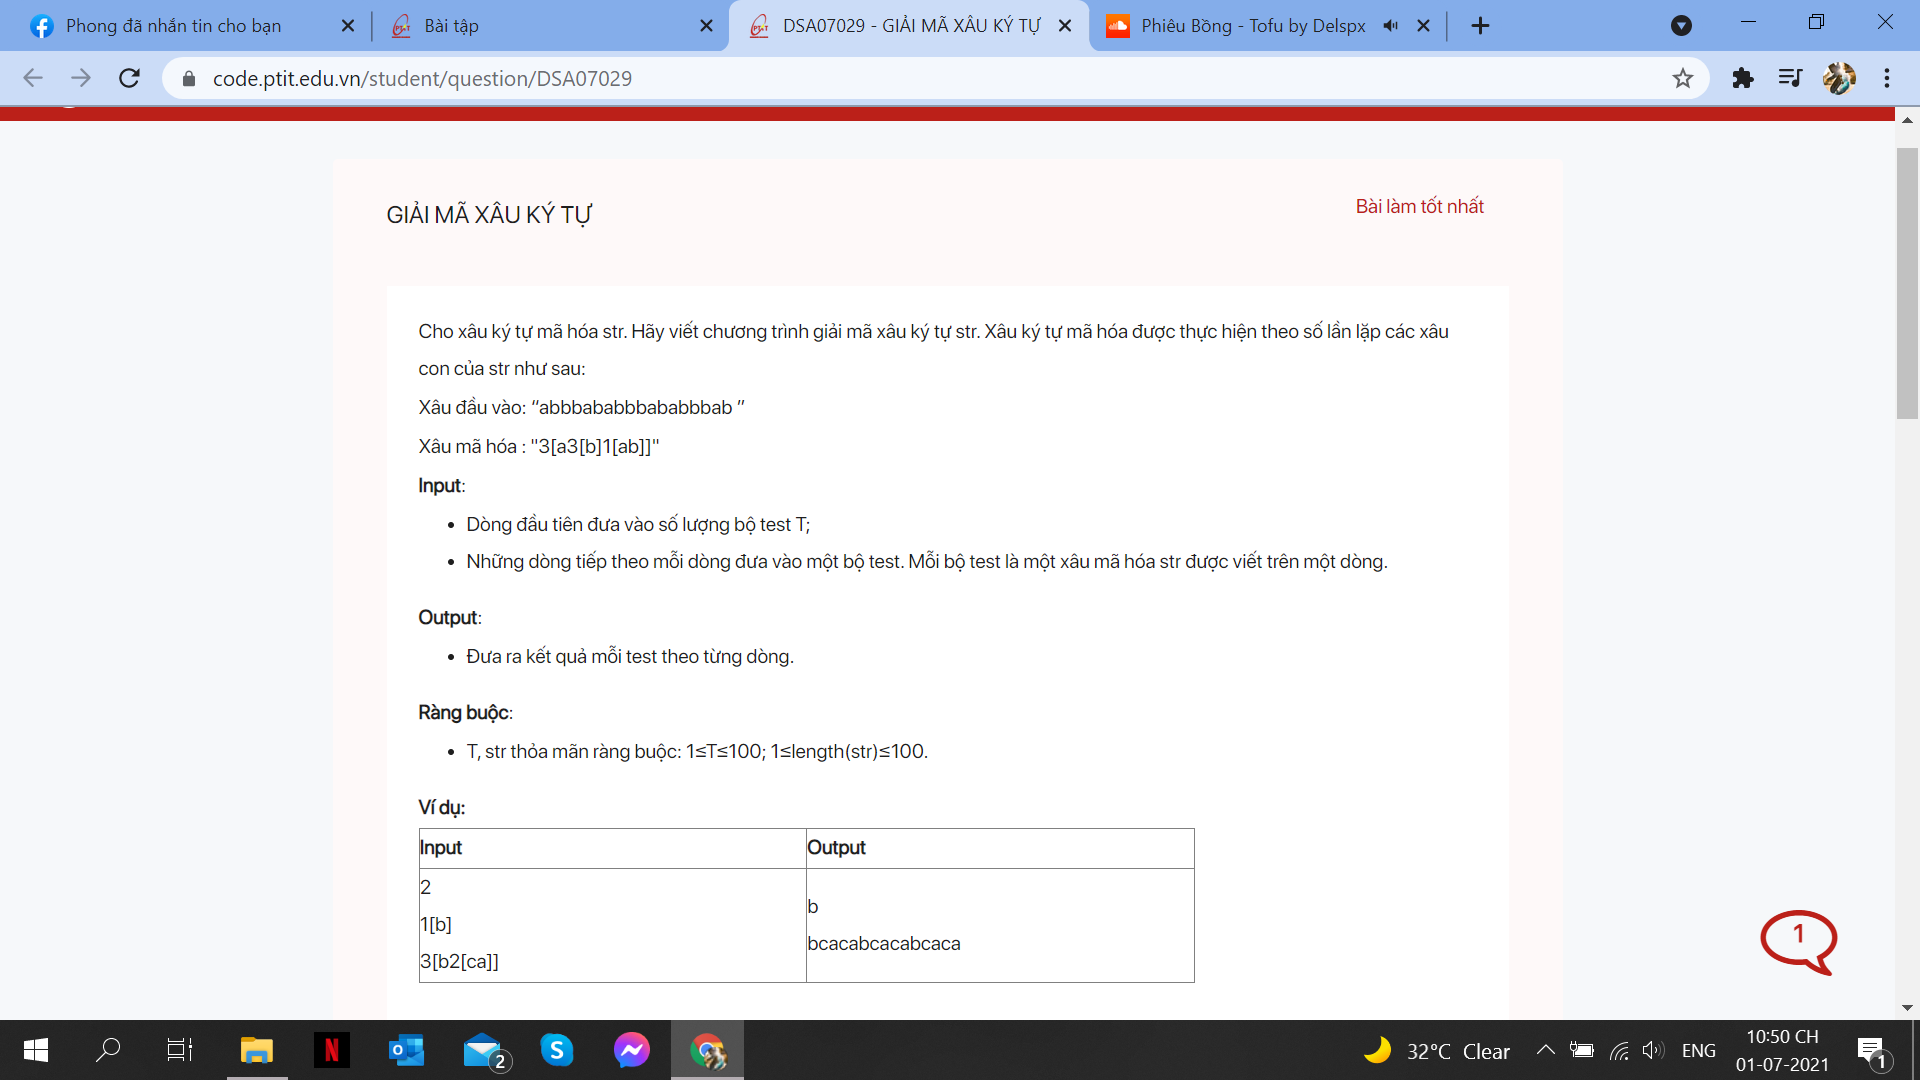 Phong đã nhắn tin cho bạn
Bài tập
DSA07029 - GIẢI MÃ XÂU KÝ TỰ
Phiêu Bồng - Tofu by Delspx
code.ptit.edu.vn/student/question/DSA07029
GIẢI MÃ XÂU KÝ TỰ
Bài làm tốt nhất
Cho xâu ký tự mã hóa str. Hãy viết chương trình giải mã xâu ký tự str. Xâu ký tự mã hóa được thực hiện theo số lần lặp các xâu
con của str như sau:
Xâu đầu vào: “abbbababbbababbbab ”
Xâu mã hóa : "3[a3[b]1[ab]]"
Input:
• Dòng đầu tiên đưa vào số lượng bộ test T;
• Những dòng tiếp theo mỗi dòng đưa vào một bộ test. Mỗi bộ test là một xâu mã hóa str được viết trên một dòng.
Output:
• Đưa ra kết quả mỗi test theo từng dòng.
Ràng buộc:
• T, str thỏa mãn ràng buộc: 1≤T≤100; 1≤length(str)≤100.
Ví dụ:
Input
Output
2
1[b]
3[b2[ca]]
b
bcacabcacabcaca
1
N
2
S
32°C Clear
ENG
10:50 CH
01-07-2021
1